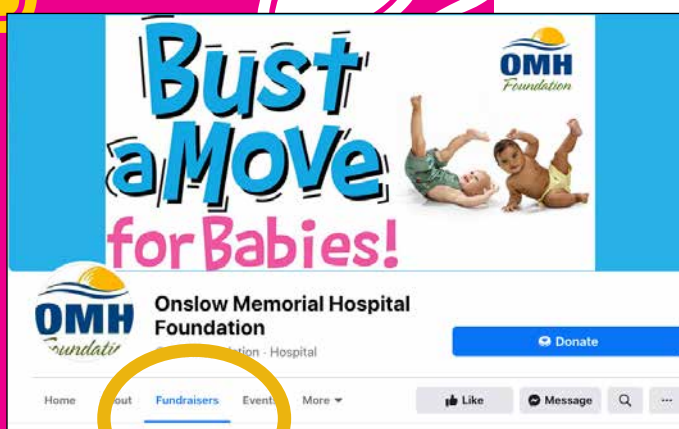 Bust
a Move
for Babies!
OMH
Foundation
OMH
Onslow Memorial Hospital
Foundation
Hospital
Donate
Home
Fundraisers
More
Like
Message